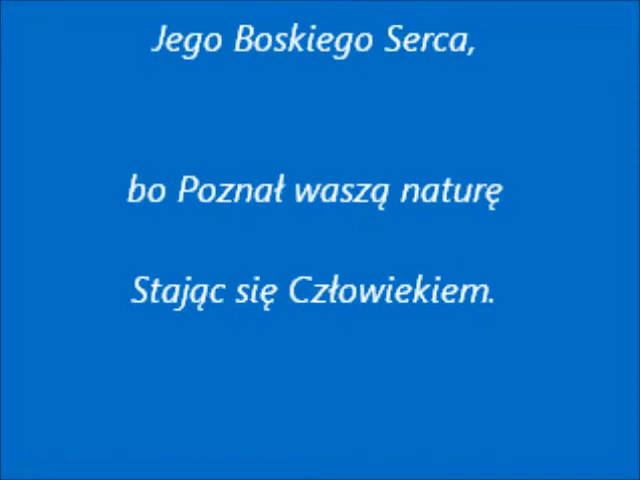 Jego Boskiego Serca,
bo Poznał waszą naturę
Stając się Człowiekiem.